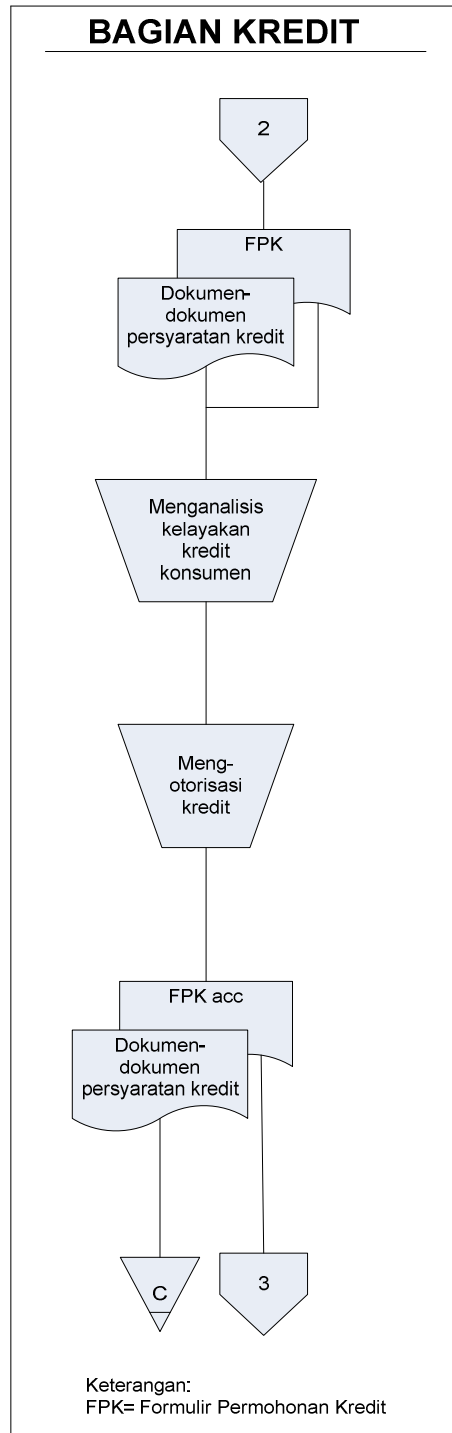 BAGIAN KREDIT
2
FPK
Dokumen-
dokumen
persyaratan kredit
Menganalisis
kelayakan
kredit
konsumen
Meng-
otorisasi
kredit
FPK acc
Dokumen-
dokumen
persyaratan kredit
C
3
Keterangan:
FPK= Formulir Permohonan Kredit